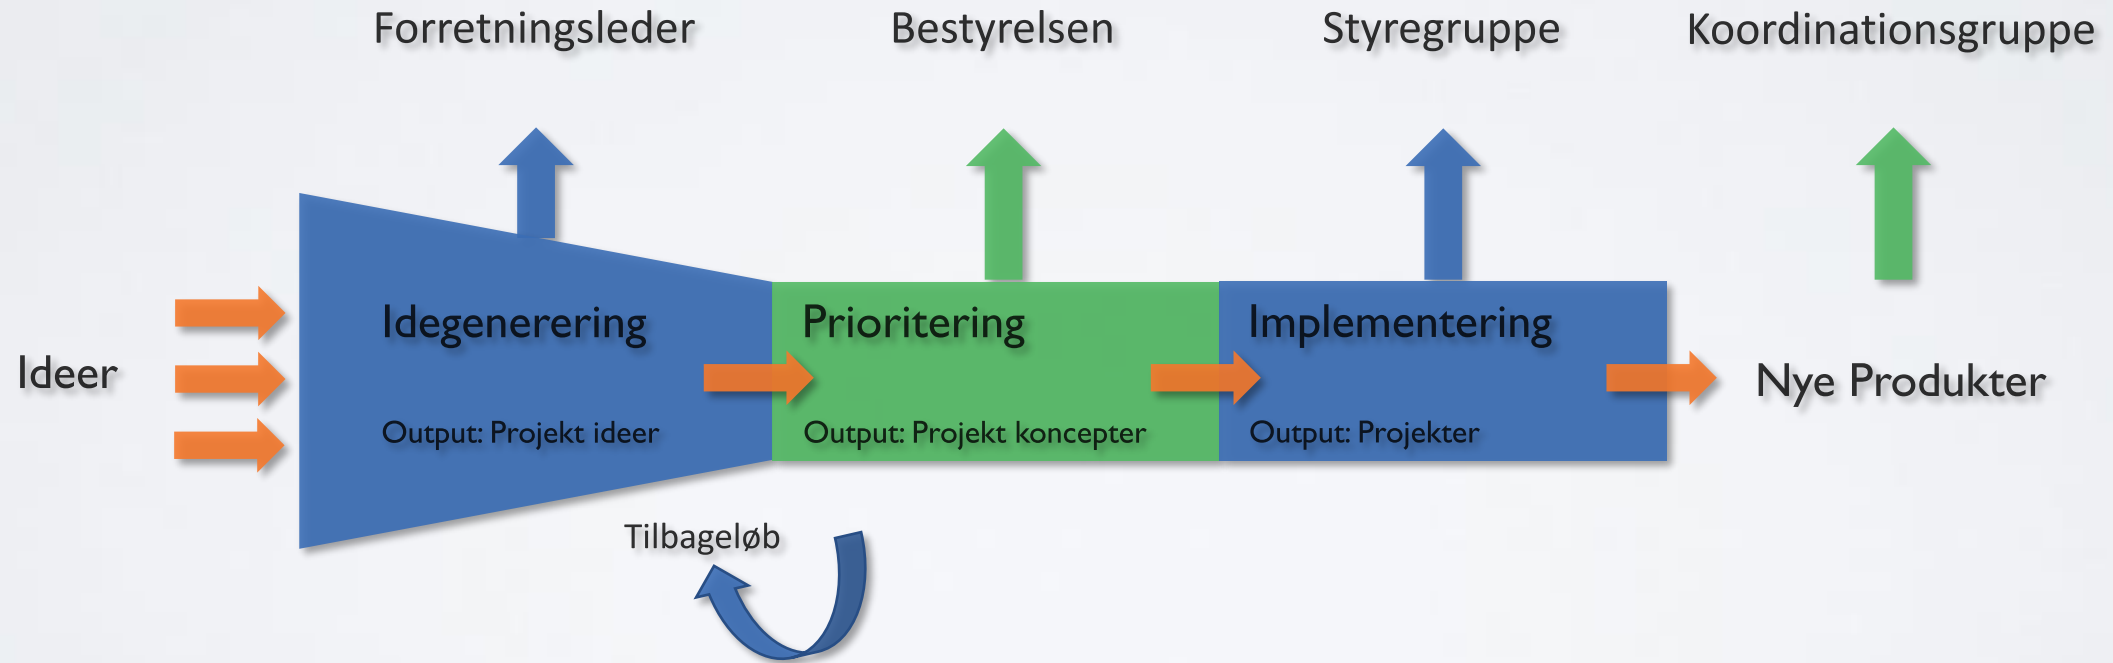 Forretningsleder
Bestyrelsen
Styregruppe
Koordinationsgruppe
Ideer
Idegenerering
Output: Projekt ideer
Prioritering
Output: Projekt koncepter
Implementering
Output: Projekter
Nye Produkter
Tilbageløb